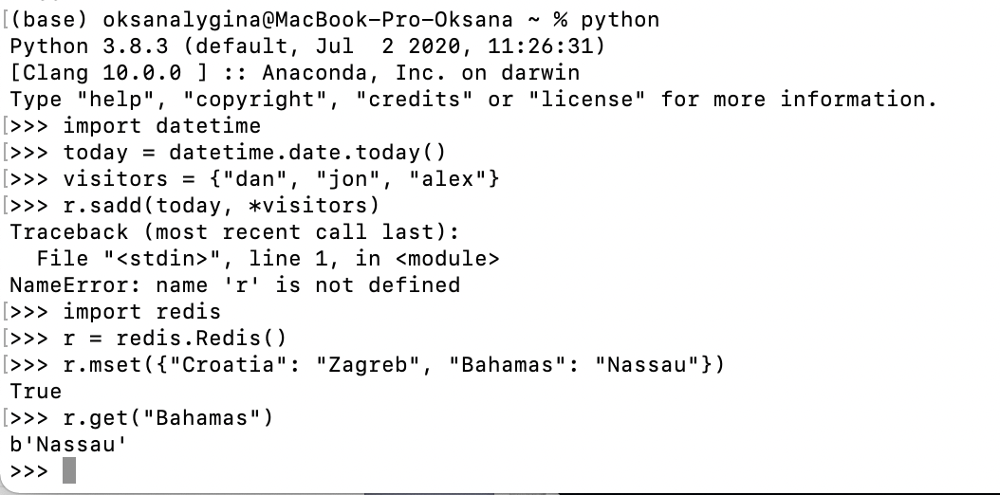 [(base) oksanalygina@MacBook-Pro-Oksana ~ % python
Python 3.8.3 (default, Jul  2 2020, 11:26:31)
[Clang 10.0.0 ] :: Anaconda, Inc. on darwin
Type "help", "copyright", "credits" or "license" for more information.
[>>> import datetime
[>>> today = datetime.date.today()
[>>> visitors = {"dan", "jon", "alex"}
[>>> r.sadd(today, *visitors)
Traceback (most recent call last):
  File "<stdin>", line 1, in <module>
NameError: name 'r' is not defined
[>>> import redis
[>>> r = redis.Redis()
[>>> r.mset({"Croatia": "Zagreb", "Bahamas": "Nassau"})
True
[>>> r.get("Bahamas")
b'Nassau'
>>>